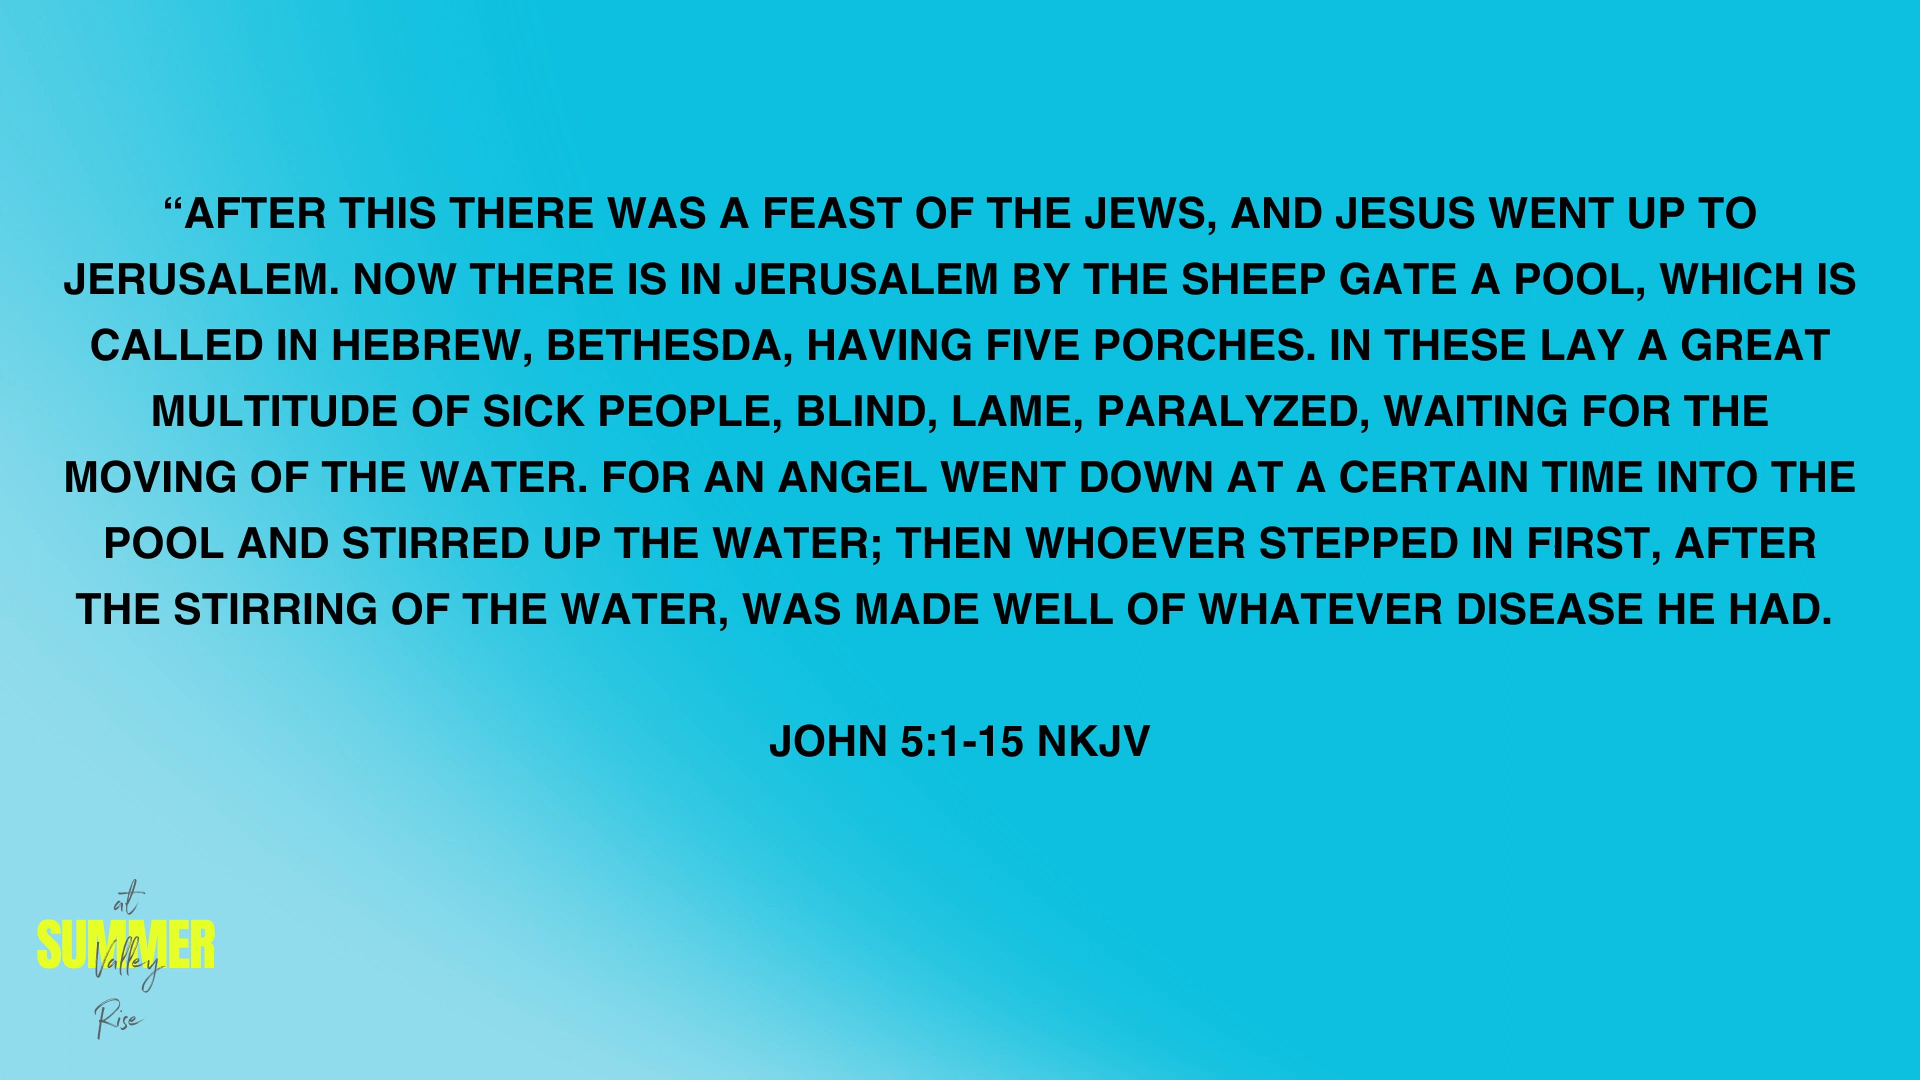 “AFTER THIS THERE WAS A FEAST OF THE JEWS, AND JESUS WENT UP TO
JERUSALEM. NOW THERE IS IN JERUSALEM BY THE SHEEP GATE A POOL, WHICH IS
CALLED IN HEBREW, BETHESDA, HAVING FIVE PORCHES. IN THESE LAY A GREAT
MULTITUDE OF SICK PEOPLE, BLIND, LAME, PARALYZED, WAITING FOR THE
MOVING OF THE WATER. FOR AN ANGEL WENT DOWN AT A CERTAIN TIME INTO THE
POOL AND STIRRED UP THE WATER; THEN WHOEVER STEPPED IN FIRST, AFTER
THE STIRRING OF THE WATER, WAS MADE WELL OF WHATEVER DISEASE HE HAD.
JOHN 5:1-15 NKJV
at
SUMMER
Valley
Rise